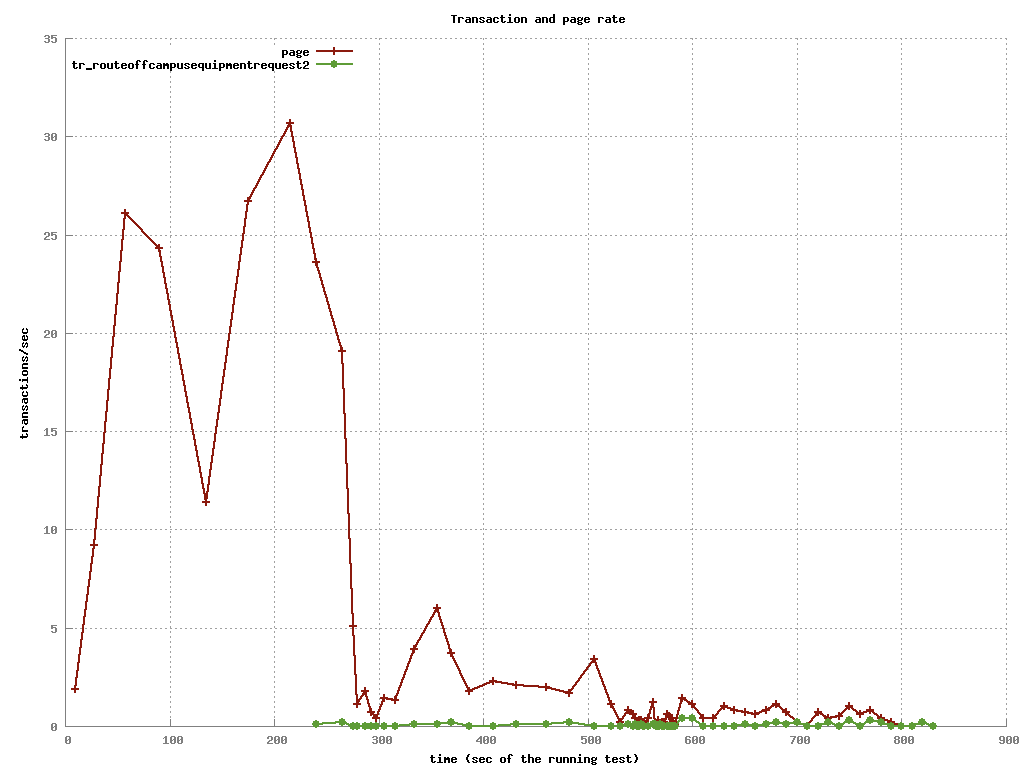 Transaction and page rate
35
page
tr_routeoffcampusequipmentrequest2
30
25
20
15
10
5
0
transactions/sec
0 100 200 300 400 500 600 700 800 900
time (sec of the running test)